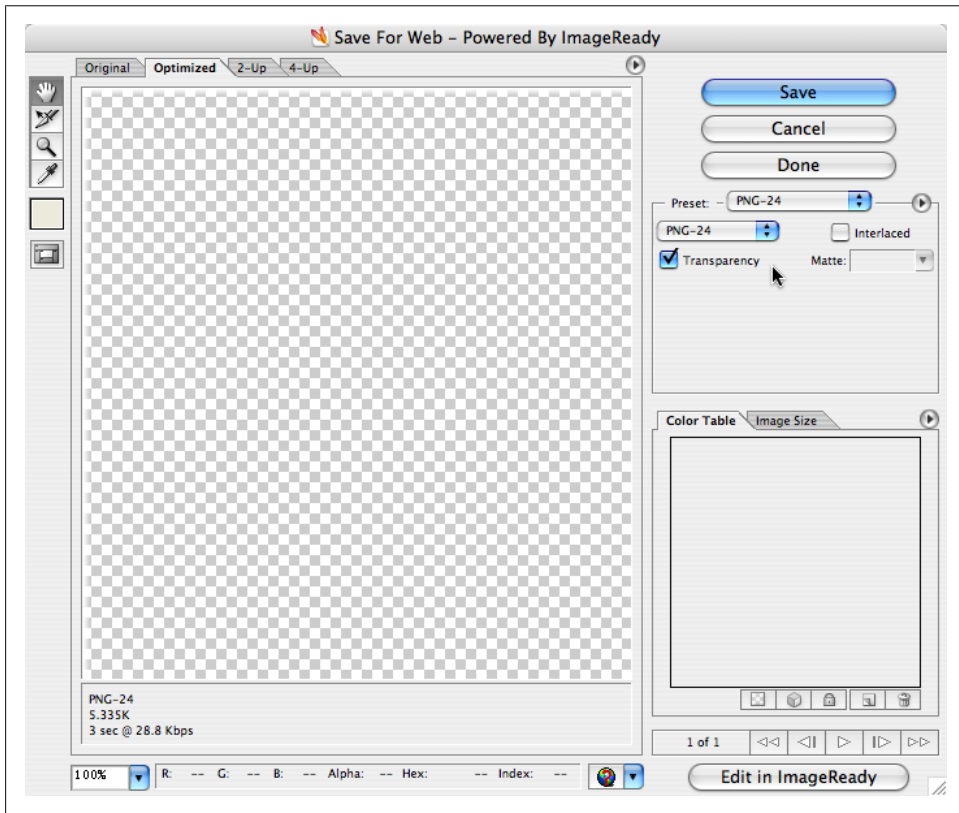 Save For Web – Powered By ImageReady
Original Optimized 2-Up 4-Up
Save
Cancel
Done
Preset: PNG-24
PNG-24 Interlaced
Transparency Matte:
Color Table Image Size
PNG-24
5.335K
3 sec @ 28.8 Kbps
1 of 1
100% R: -- G: -- B: -- Alpha: -- Hex: -- Index: --
Edit in ImageReady